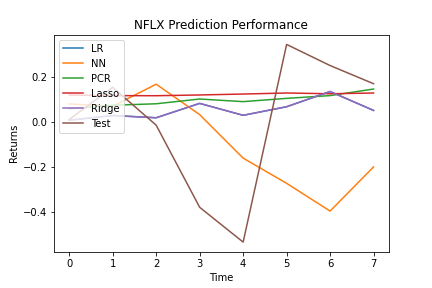 NFLX Prediction Performance
LR
NN
PCR
Lasso
Ridge
Test
0.2
0.0
−0.2
−0.4
Returns
0 1 2 3 4 5 6 7
Time